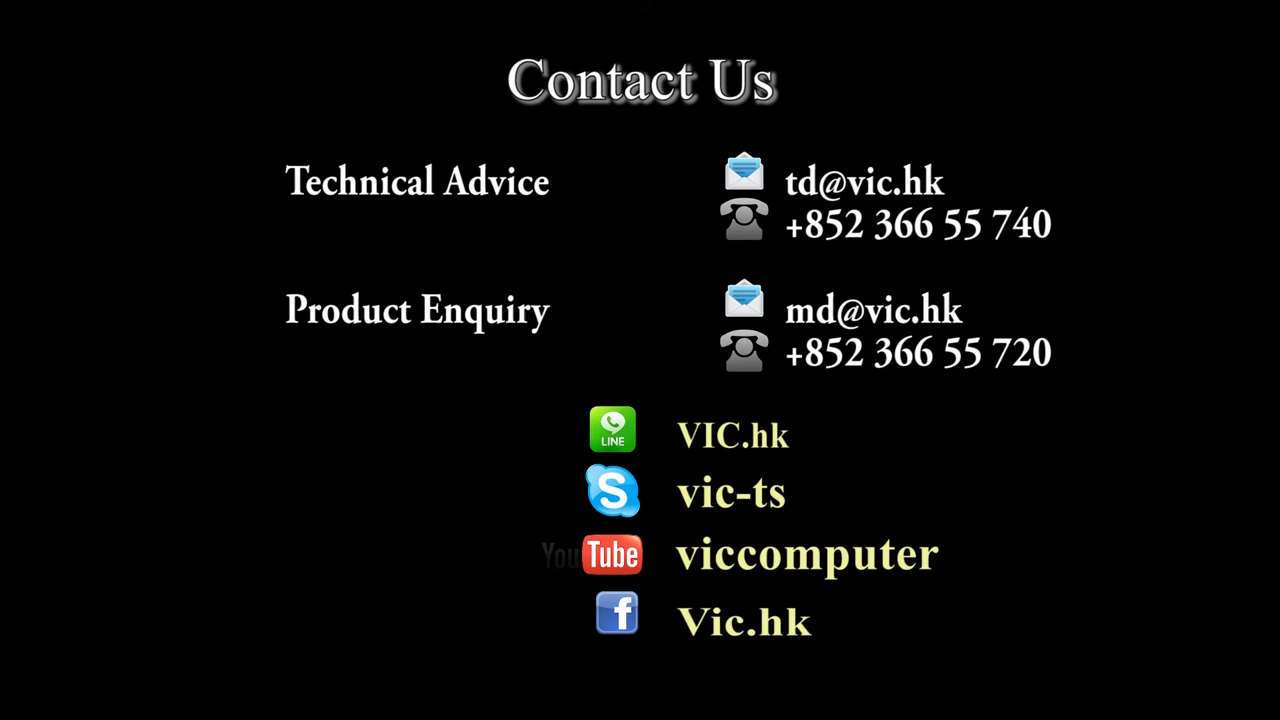 Contact Us
Technical Advice
td@vic.hk
+852 366 55 740
Product Enquiry
md@vic.hk
+852 366 55 720
LINE VIC.hk
S vic-ts
YouTube viccomputer
f Vic.hk